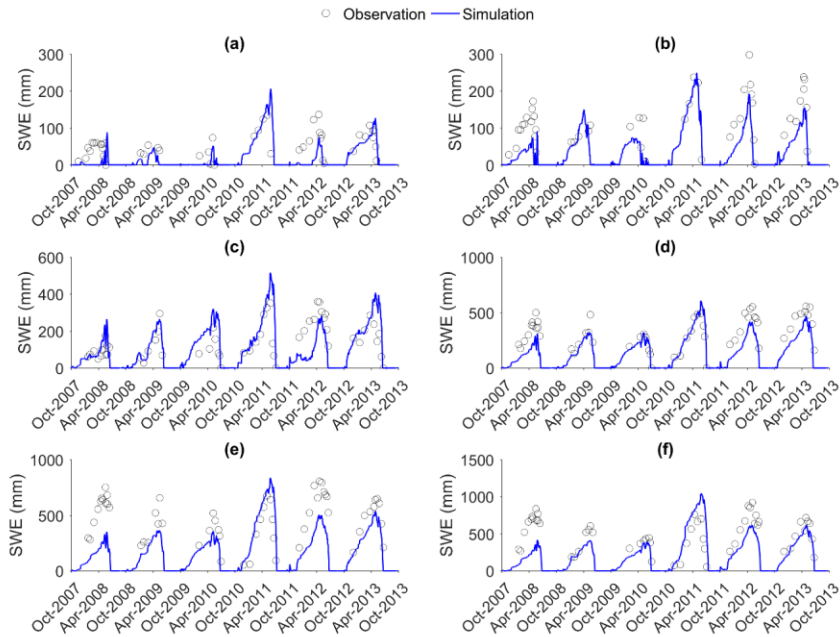 Observation Simulation
(a)
SWE (mm)
300
200
100
0
Oct-2007
Apr-2008
Oct-2008
Apr-2009
Oct-2009
Apr-2010
Oct-2010
Apr-2011
Oct-2011
Apr-2012
Oct-2012
Apr-2013
Oct-2013
(b)
SWE (mm)
300
200
100
0
Oct-2007
Apr-2008
Oct-2008
Apr-2009
Oct-2009
Apr-2010
Oct-2010
Apr-2011
Oct-2011
Apr-2012
Oct-2012
Apr-2013
Oct-2013
(c)
SWE (mm)
600
400
200
0
Oct-2007
Apr-2008
Oct-2008
Apr-2009
Oct-2009
Apr-2010
Oct-2010
Apr-2011
Oct-2011
Apr-2012
Oct-2012
Apr-2013
Oct-2013
(d)
SWE (mm)
1000
500
0
Oct-2007
Apr-2008
Oct-2008
Apr-2009
Oct-2009
Apr-2010
Oct-2010
Apr-2011
Oct-2011
Apr-2012
Oct-2012
Apr-2013
Oct-2013
(e)
SWE (mm)
1000
500
0
Oct-2007
Apr-2008
Oct-2008
Apr-2009
Oct-2009
Apr-2010
Oct-2010
Apr-2011
Oct-2011
Apr-2012
Oct-2012
Apr-2013
Oct-2013
(f)
SWE (mm)
1500
1000
500
0
Oct-2007
Apr-2008
Oct-2008
Apr-2009
Oct-2009
Apr-2010
Oct-2010
Apr-2011
Oct-2011
Apr-2012
Oct-2012
Apr-2013
Oct-2013